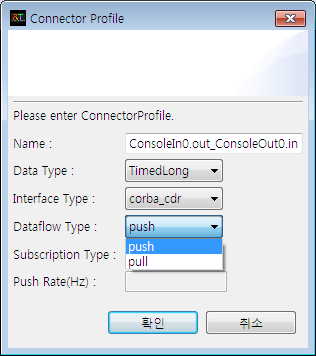 Connector Profile
Please enter ConnectorProfile.
Name :
ConsoleIn0.out_ConsoleOut0.in
Data Type :
TimedLong
Interface Type :
corba_cdr
Dataflow Type :
push
push
pull
Subscription Type :
Push Rate(Hz) :
확인
취소